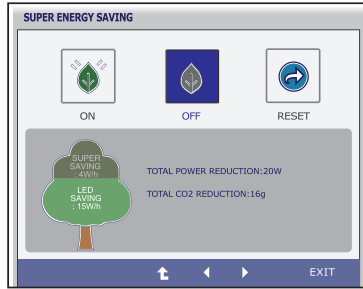 SUPER ENERGY SAVING
ON
OFF
RESET
SUPER
SAVING
: 4W/h
LED
SAVING
: 15W/h
TOTAL POWER REDUCTION:20W
TOTAL CO2 REDUCTION:16g
EXIT